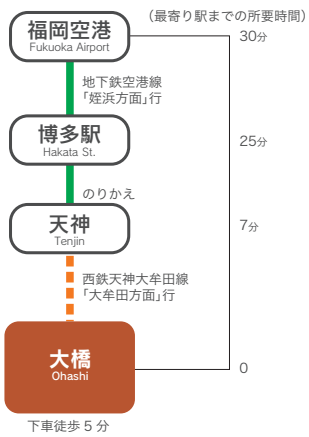 （最寄り駅までの所要時間）
福岡空港
Fukuoka Airport
30分
地下鉄空港線
「姪浜方面」行
博多駅
Hakata St.
25分
のりかえ
天神
Tenjin
7分
西鉄天神大牟田線
「大牟田方面」行
大橋
Ohashi
0
下車徒歩 5 分